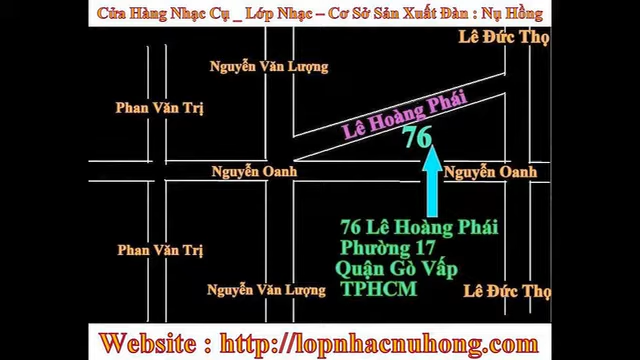 Cửa Hàng Nhạc Cụ _ Lớp Nhạc – Cơ Sở Sản Xuất Đàn : Nụ Hồng
Lê Đức Thọ
Nguyễn Văn Lượng
Phan Văn Trị
Lê Hoàng Phái
76
Nguyễn Oanh
Nguyễn Oanh
76 Lê Hoàng Phái
Phường 17
Quận Gò Vấp
TPHCM
Phan Văn Trị
Nguyễn Văn Lượng
Lê Đức Thọ
Website : http://lopnhacnuhong.com